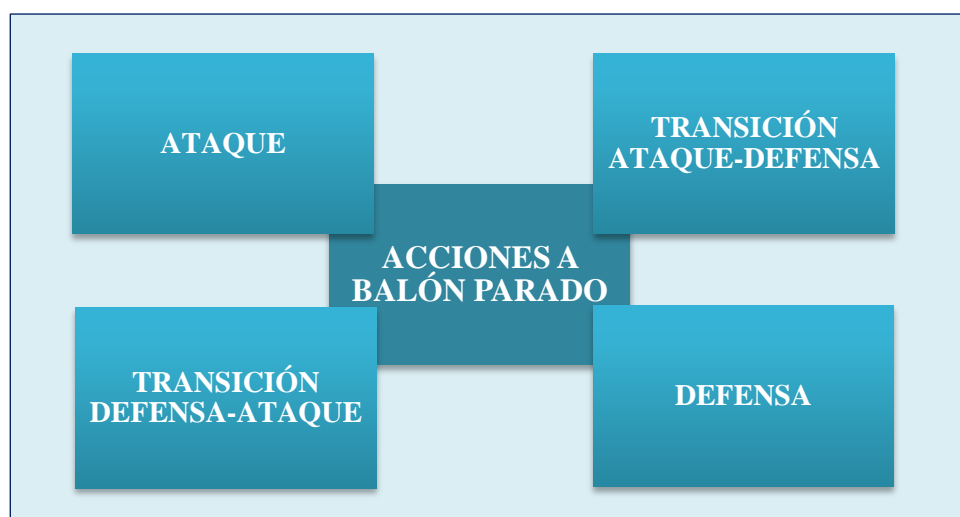 ATAQUE
TRANSICIÓN
ATAQUE-DEFENSA
ACCIONES A
BALÓN PARADO
TRANSICIÓN
DEFENSA-ATAQUE
DEFENSA